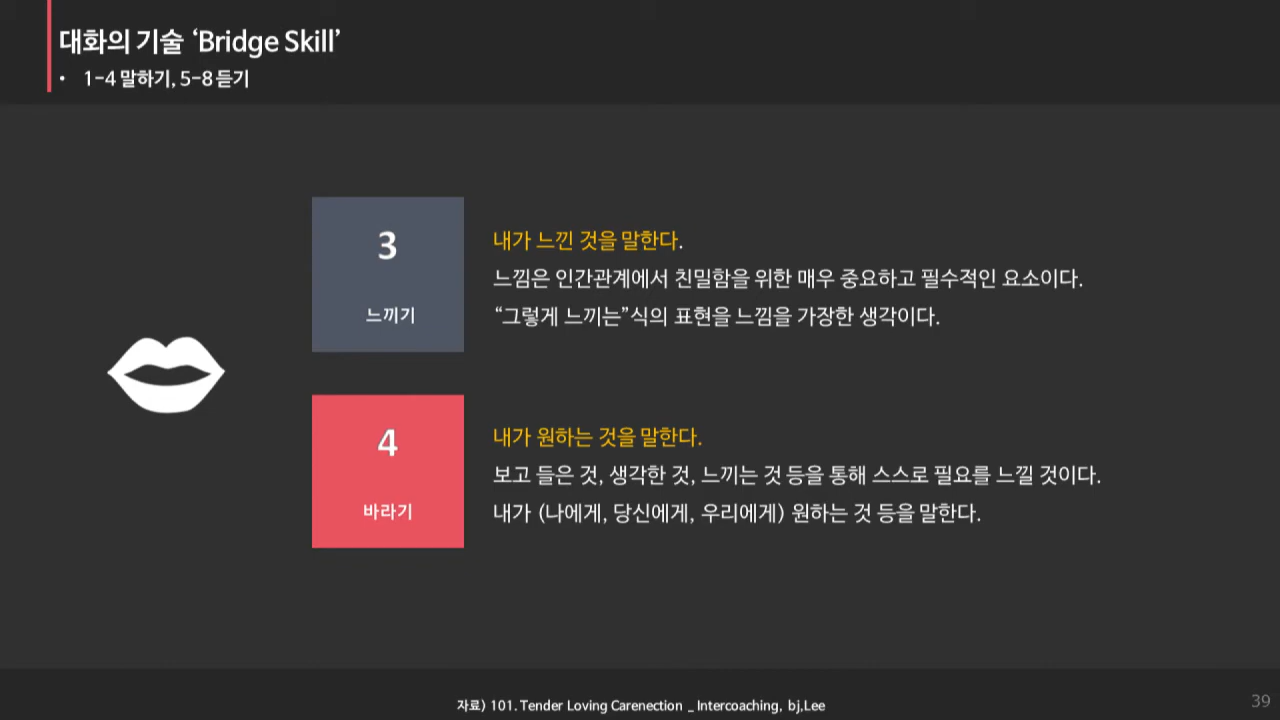 대화의 기술 ‘Bridge Skill’
• 1-4 말하기, 5-8 듣기
3
느끼기
내가 느낀 것을 말한다.
느낌은 인간관계에서 친밀함을 위한 매우 중요하고 필수적인 요소이다.
“그렇게 느끼는”식의 표현을 느낌을 가장한 생각이다.
4
바라기
내가 원하는 것을 말한다.
보고 들은 것, 생각한 것, 느끼는 것 등을 통해 스스로 필요를 느낄 것이다.
내가 (나에게, 당신에게, 우리에게) 원하는 것 등을 말한다.
자료) 101. Tender Loving Carenection _ Intercoaching, bj,Lee
39